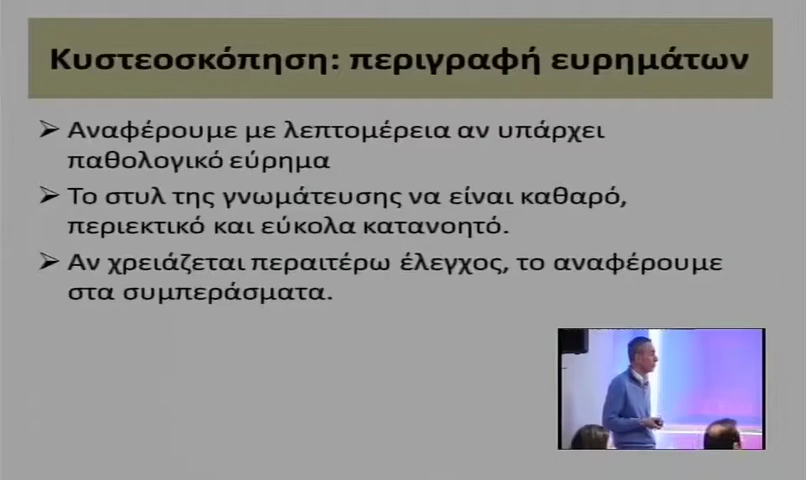 Κυστεοσκόπηση: περιγραφή ευρημάτων
➢ Αναφέρουμε με λεπτομέρεια αν υπάρχει
παθολογικό εύρημα
➢ Το στυλ της γνωμάτευσης να είναι καθαρό,
περιεκτικό και εύκολα κατανοητό.
➢ Αν χρειάζεται περαιτέρω έλεγχος, το αναφέρουμε
στα συμπεράσματα.